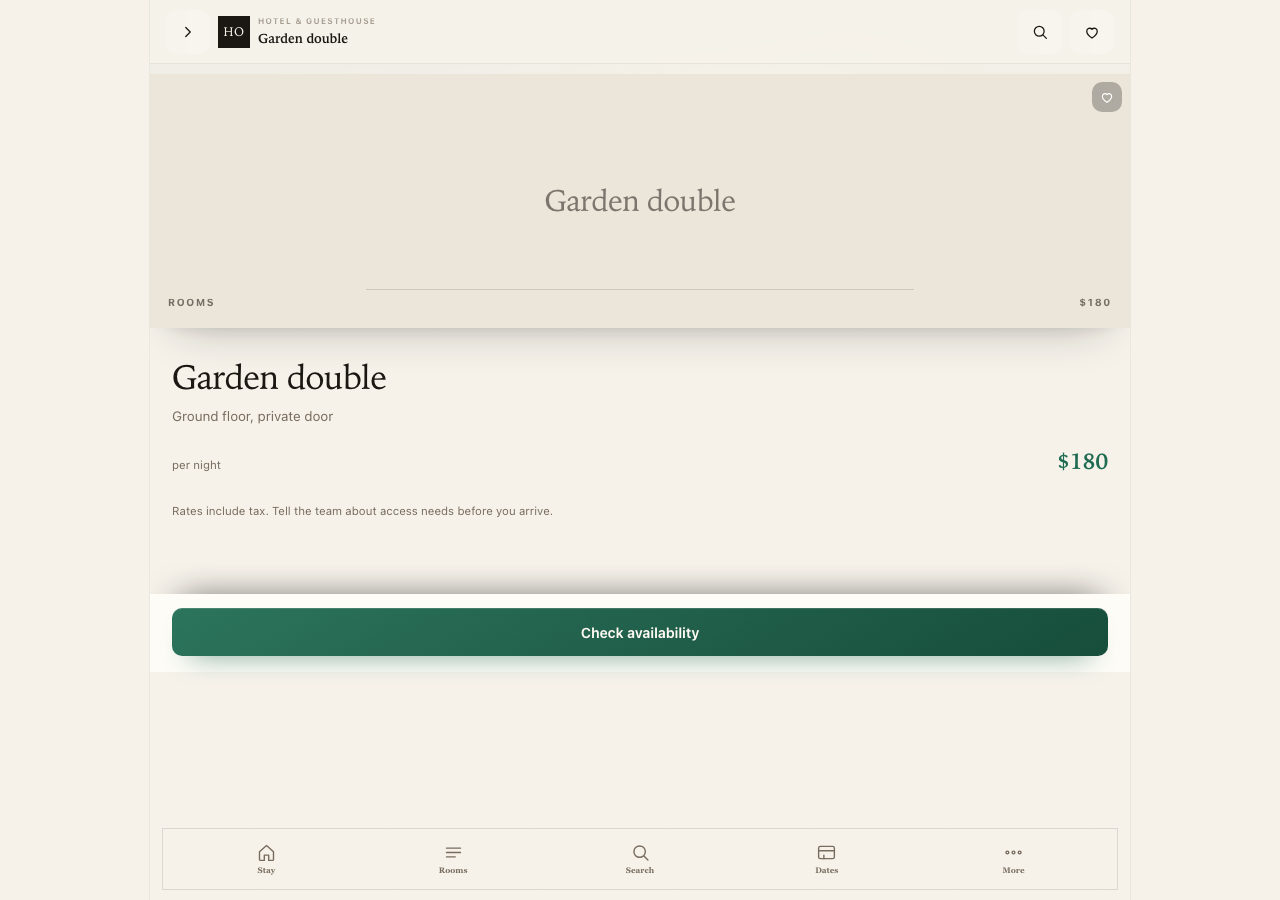 HO
HOTEL & GUESTHOUSE
Garden double
Garden double
ROOMS
$180
Garden double
Ground floor, private door
per night
$180
Rates include tax. Tell the team about access needs before you arrive.
Check availability
Stay
Rooms
Search
Dates
More